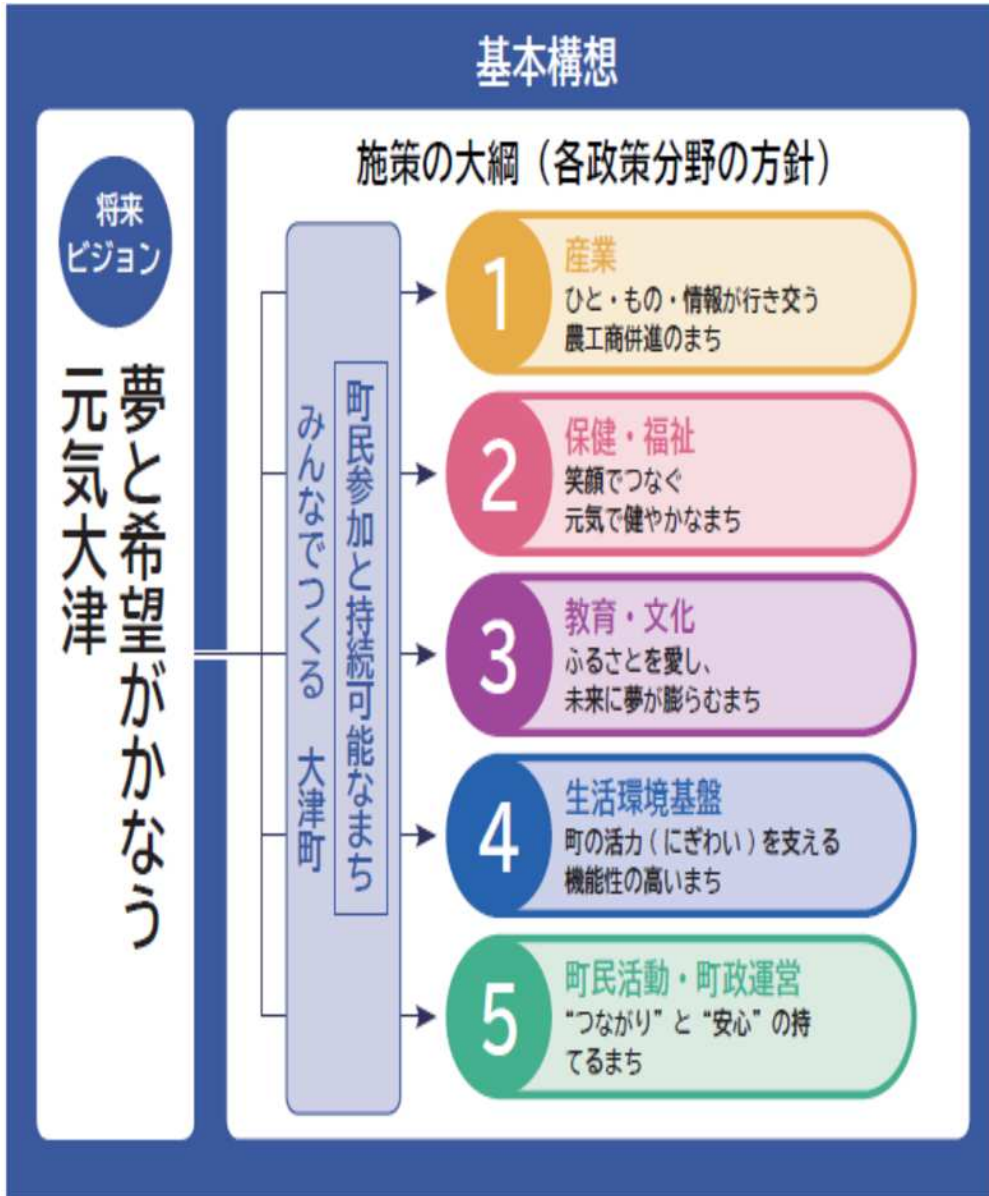 基本構想
将来
ビジョン
夢と希望がかなう
元気大津
施策の大綱（各政策分野の方針）
町民参加と持続可能なまち
みんなでつくる　大津町
1
産業
ひと・もの・情報が行き交う
農工商併進のまち
2
保健・福祉
笑顔でつなぐ
元気で健やかなまち
3
教育・文化
ふるさとを愛し、
未来に夢が膨らむまち
4
生活環境基盤
町の活力（にぎわい）を支える
機能性の高いまち
5
町民活動・町政運営
“つながり”と“安心”の持
てるまち